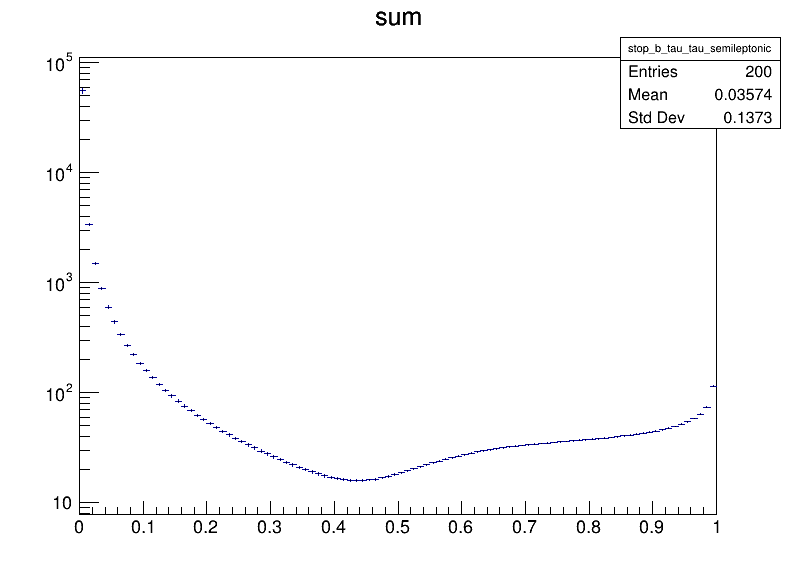 sum
stop_b_tau_tau_semileptonic
Entries 200
Mean 0.03574
Std Dev 0.1373
10^5
10^4
10^3
10^2
10
0 0.1 0.2 0.3 0.4 0.5 0.6 0.7 0.8 0.9 1